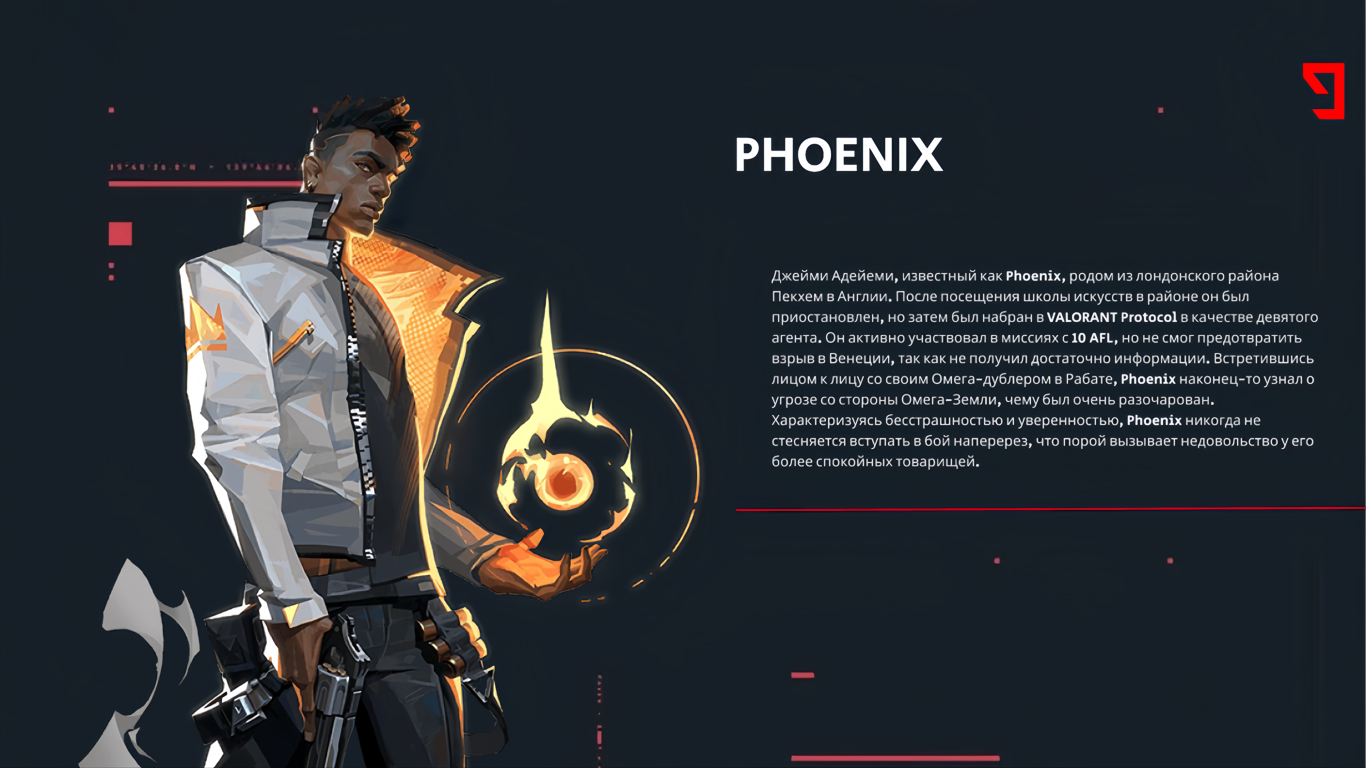 PHOENIX
Джейми Адейеми, известный как Phoenix, родом из лондонского района
Пекхем в Англии. После посещения школы искусств в районе он был
приостановлен, но затем был набран в VALORANT Protocol в качестве девятого
агента. Он активно участвовал в миссиях с 10 AFL, но не смог предотвратить
взрыв в Венеции, так как не получил достаточно информации. Встретившись
лицом к лицу со своим Омега-дублером в Рабате, Phoenix наконец-то узнал о
угрозе со стороны Омега-Земли, чему был очень разочарован.
Характеризуясь бесстрашностью и уверенностью, Phoenix никогда не
стесняется вступать в бой наперерез, что порой вызывает недовольство у его
более спокойных товарищей.